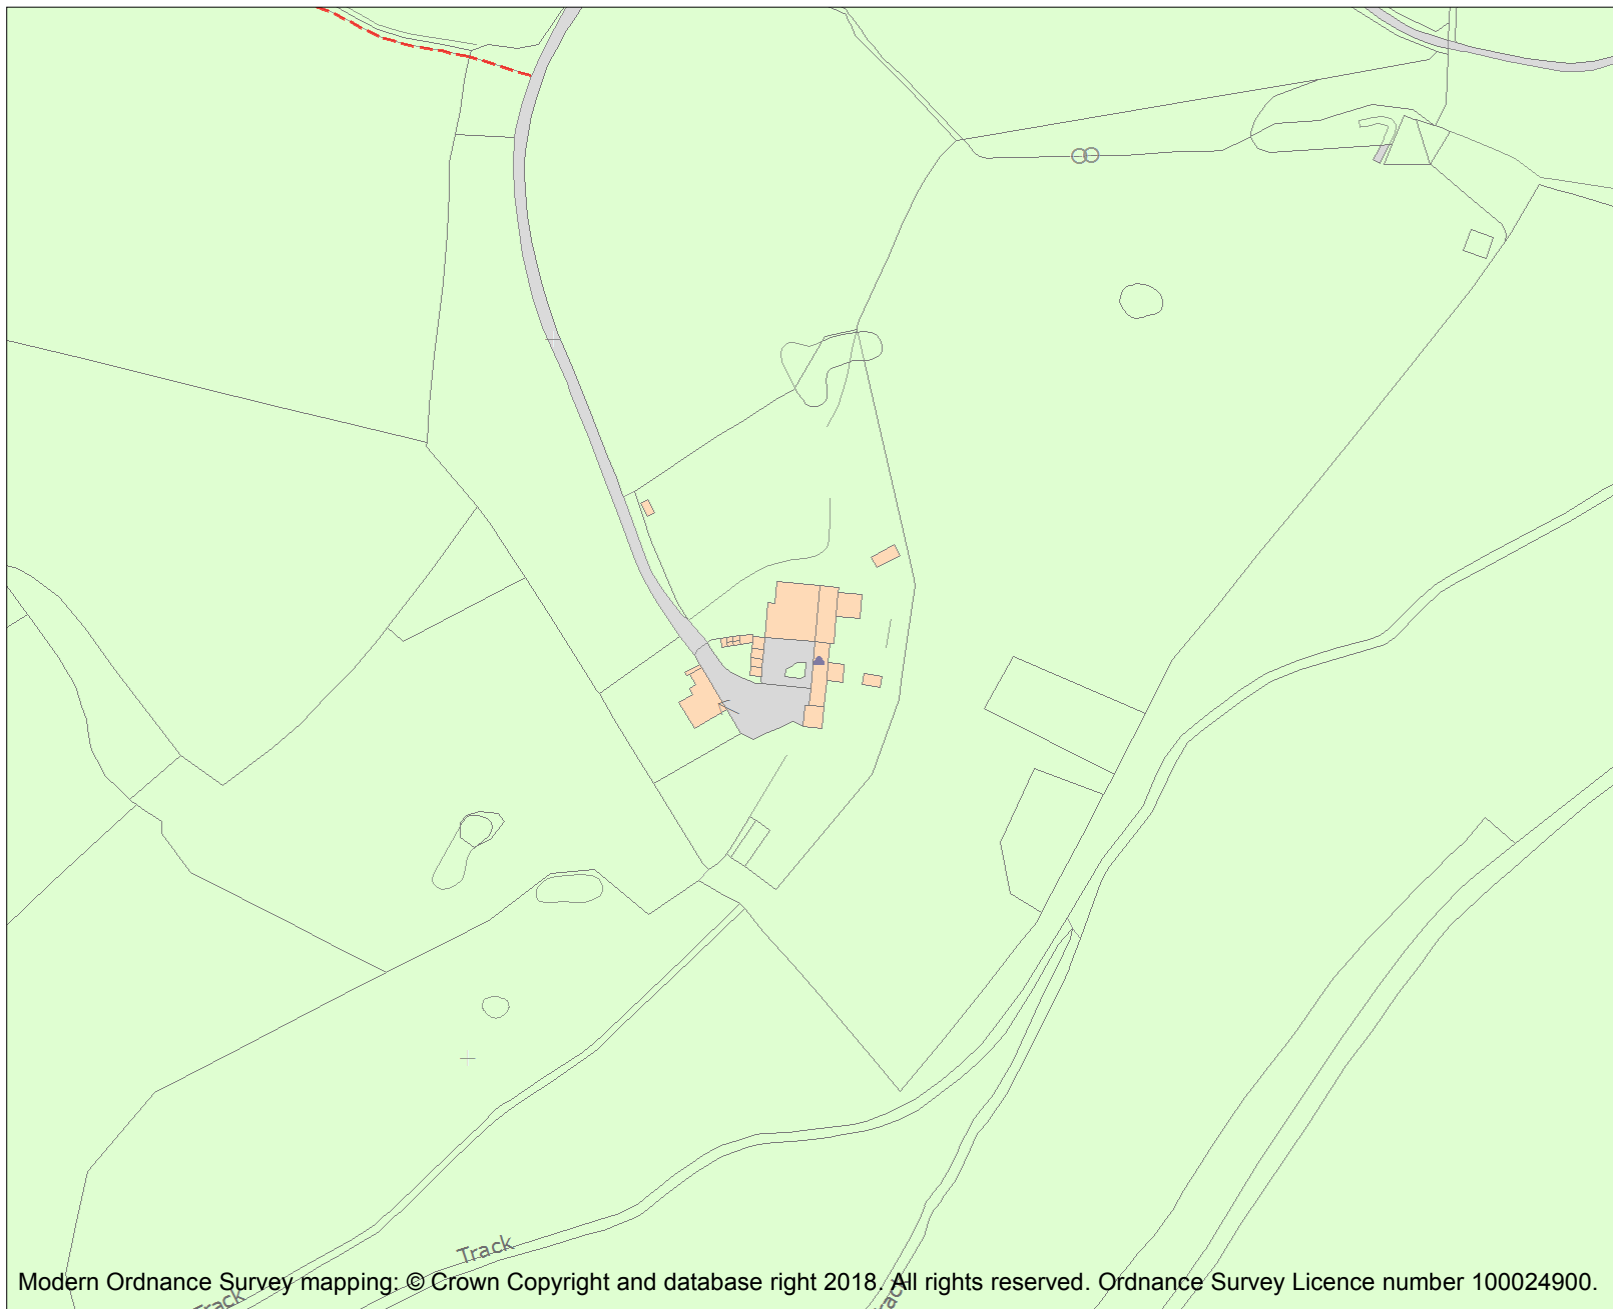 Track
Modern Ordnance Survey mapping: © Crown Copyright and database right 2018. All rights reserved. Ordnance Survey Licence number 100024900.
Track